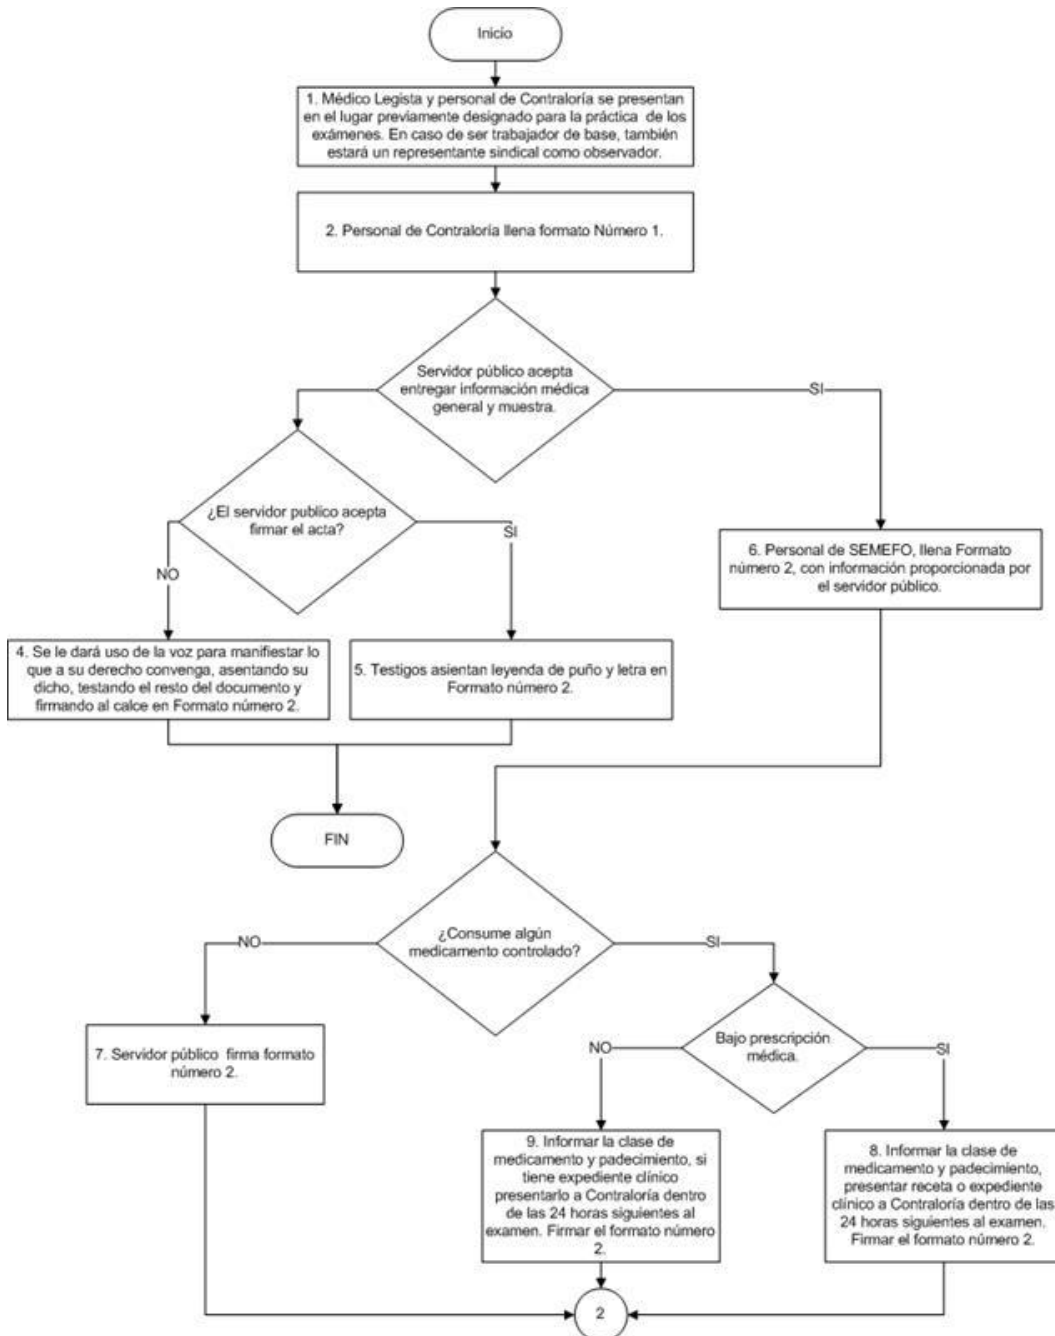 Inicio
1. Médico Legista y personal de Contraloría se presentan
en el lugar previamente designado para la práctica de los
exámenes. En caso de ser trabajador de base, también
estará un representante sindical como observador.
2. Personal de Contraloría llena formato Número 1.
Servidor público acepta
entregar información médica
general y muestra.
SI
¿El servidor publico acepta
firmar el acta?
SI
NO
6. Personal de SEMEFO, llena Formato
número 2, con información proporcionada por
el servidor público.
4. Se le dará uso de la voz para manifiestar lo
que a su derecho convenga, asentando su
dicho, testando el resto del documento y
firmando al calce en Formato número 2.
5. Testigos asientan leyenda de puño y letra en
Formato número 2.
FIN
¿Consume algún
medicamento controlado?
NO
SI
Bajo prescripción
médica.
NO
SI
7. Servidor público firma formato
número 2.
9. Informar la clase de
medicamento y padecimiento, si
tiene expediente clínico
presentarlo a Contraloría dentro
de las 24 horas siguientes al
examen. Firmar el formato número
2.
8. Informar la clase de
medicamento y padecimiento,
presentar receta o expediente
clínico a Contraloría dentro de las
24 horas siguientes al examen.
Firmar el formato número 2.
2